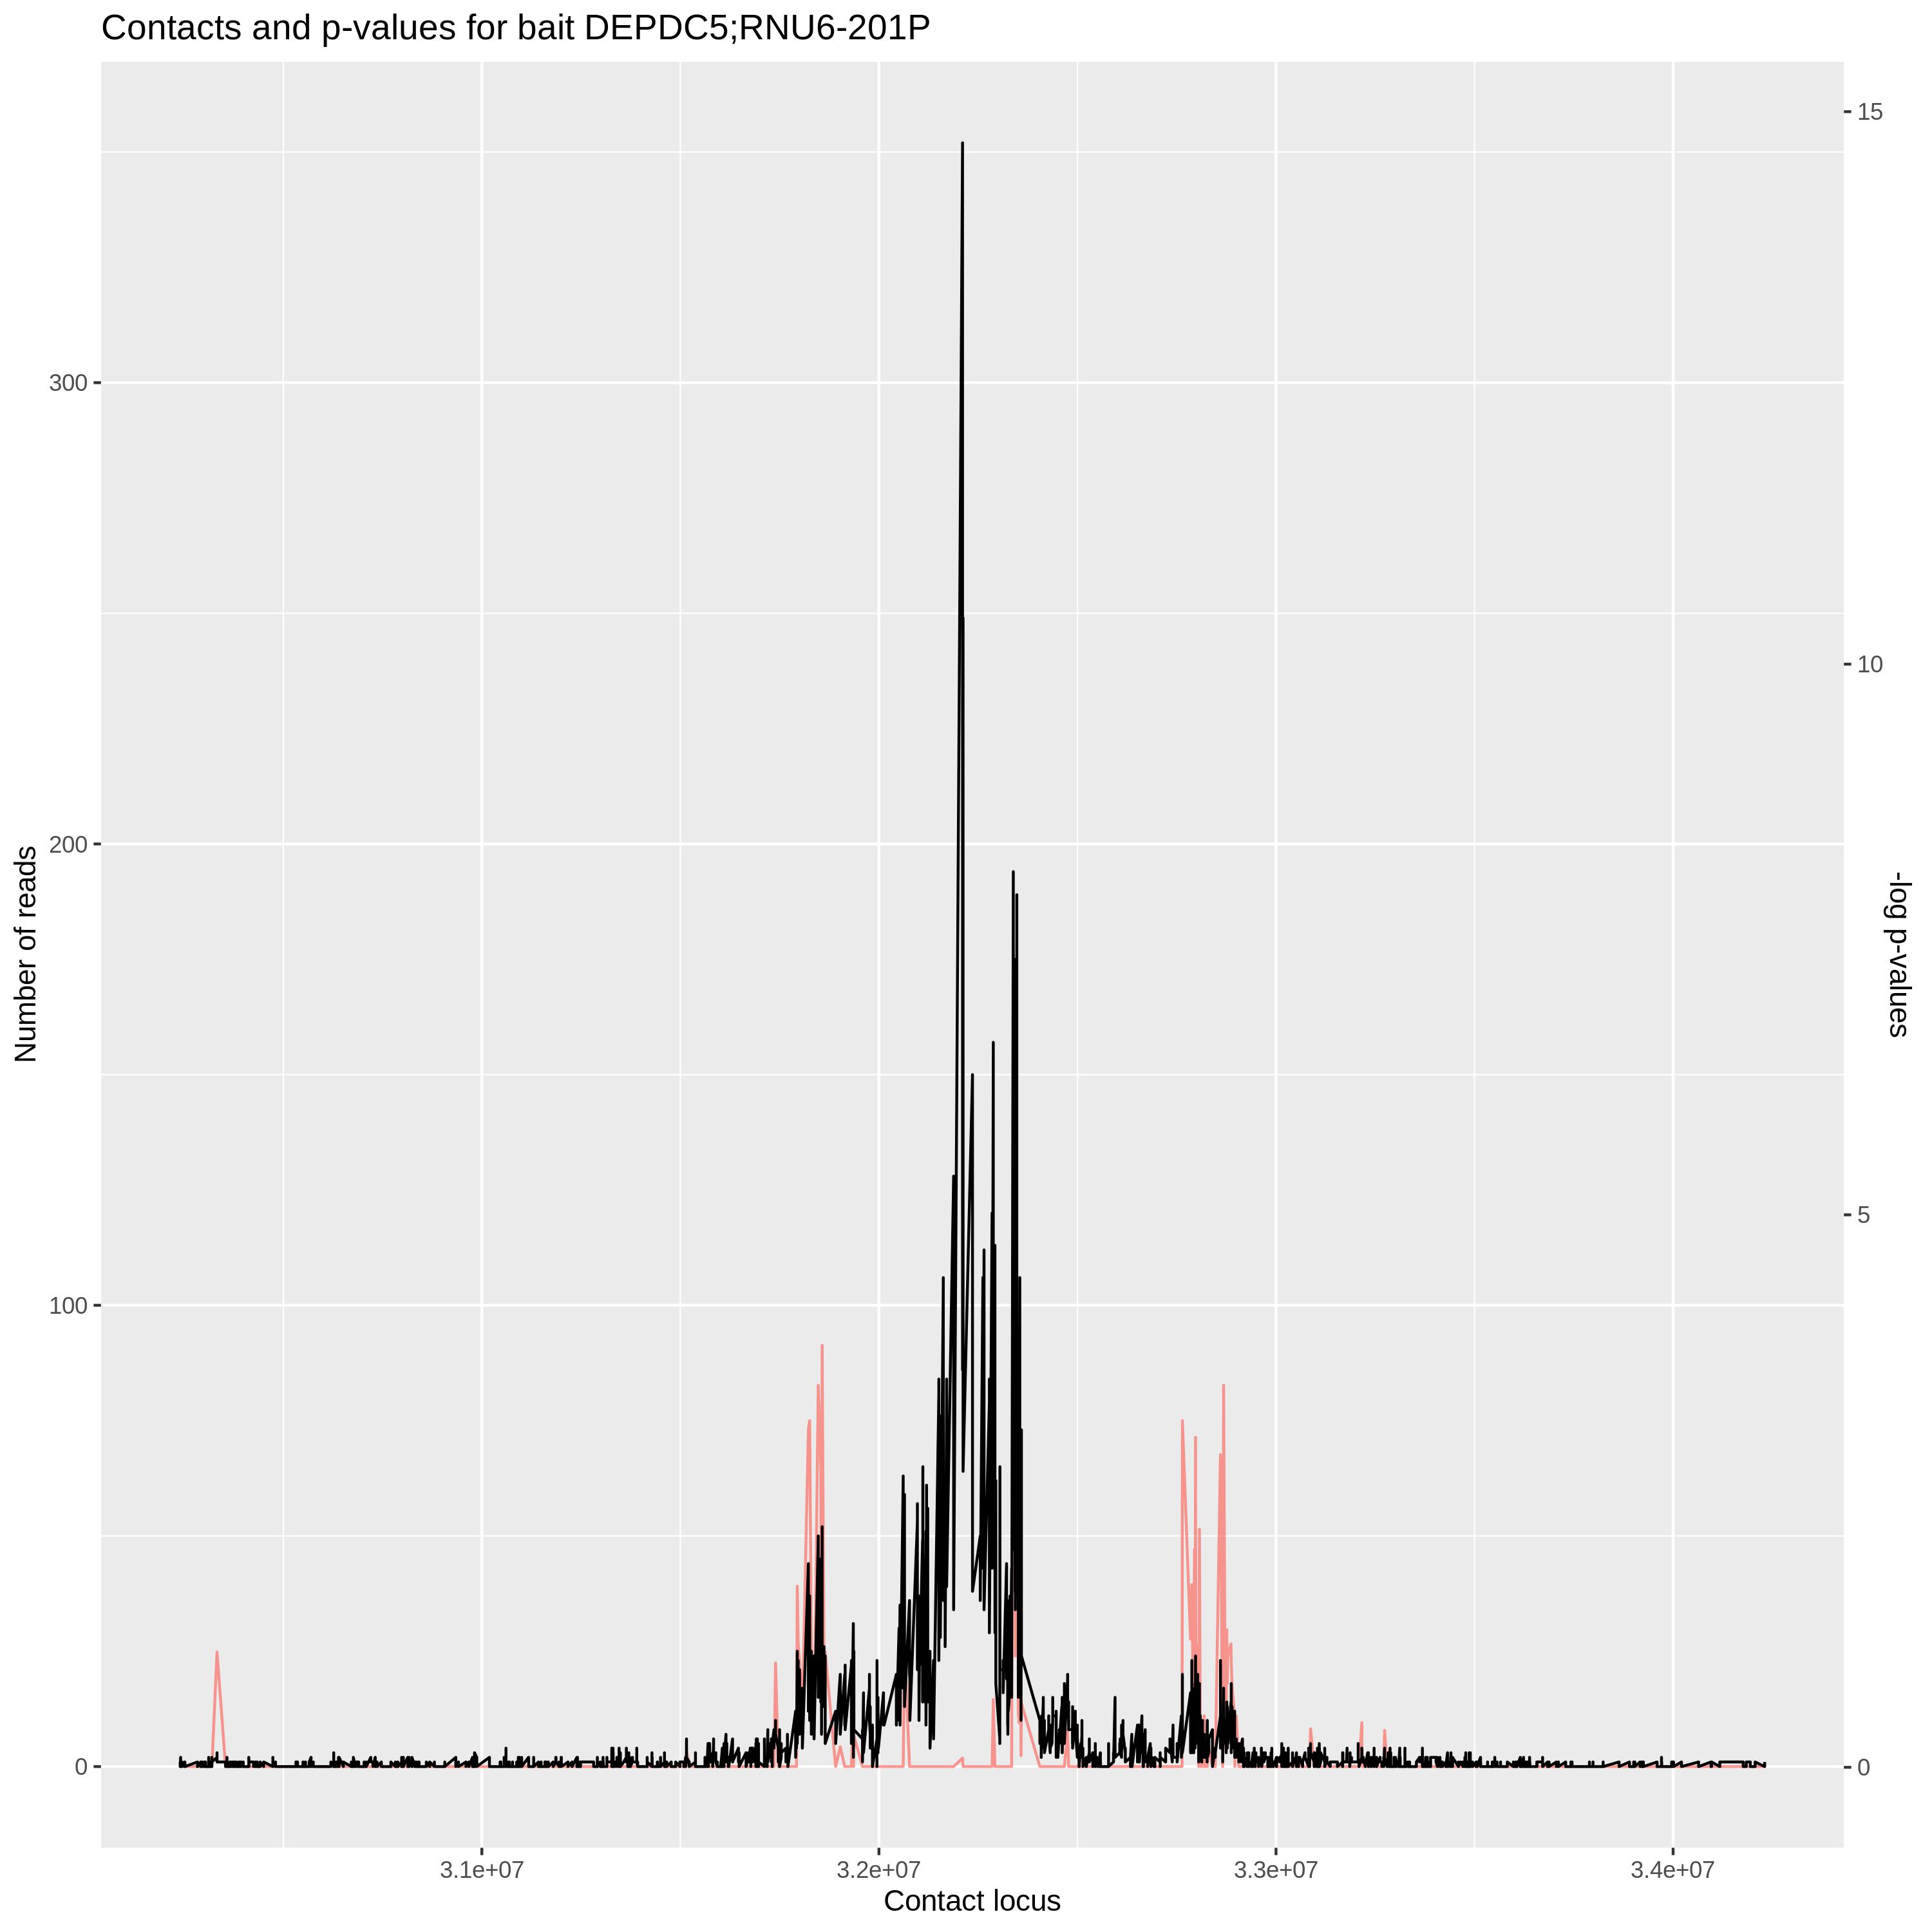 Contacts and p-values for bait DEPDC5;RNU6-201P
15
300
10
200
Number of reads
-log p-values
5
100
0
0
3.1e+07
3.2e+07
3.3e+07
3.4e+07
Contact locus